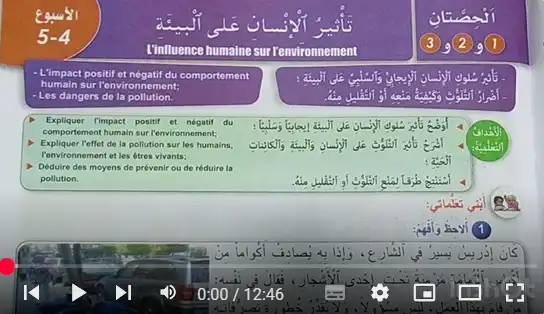 الأسبوع
5-4
تَأْثِيرُ الْإِنْسَانِ عَلَى الْبِيئَةِ
L'influence humaine sur l'environnement
الْحِصَّتَانِ
1 و 2 و 3
- L'impact positif et négatif du comportement
humain sur l'environnement;
- Les dangers de la pollution.
- تَأْثِيرُ سُلُوكِ الْإِنْسَانِ الْإِيجَابِيُّ وَالسَّلْبِيُّ عَلَى الْبِيئَةِ ؛
- أَضْرَارُ التَّلَوُّثِ وَكَيْفِيَّةُ مَنْعِهِ أَوْ التَّقْلِيلِ مِنْهُ.
Expliquer l'impact positif et négatif du
comportement humain sur l'environnement;
Expliquer l'effet de la pollution sur les humains,
l'environnement et les êtres vivants;
Déduire des moyens de prévenir ou de réduire la
pollution.
أُوَضِّحُ تَأْثِيرَ سُلُوكِ الْإِنْسَانِ عَلَى الْبِيئَةِ إِيجَابِيّاً وَسَلْبِيّاً ؛
أَشْرَحُ تَأْثِيرَ التَّلَوُّثِ عَلَى الْإِنْسَانِ وَالْبِيئَةِ وَالْكَائِنَاتِ
الْحَيَّةِ ؛
أَسْتَنْتِجُ طُرُقاً لِمَنْعِ التَّلَوُّثِ أَوِ التَّقْلِيلِ مِنْهُ.
الْأَهْدَافُ
التَّعَلُّمِيَّةُ:
أَبْنِي تَعَلُّمَاتِي:
1 أُلَاحِظُ وَأَفْهَمُ:
كَانَ إِدْرِيسُ يَسِيرُ فِي الشَّارِعِ، وَإِذَا بِهِ يُصَادِفُ أَكْوَاماً مِنْ
تَحْتَ إِحْدَى الْأَشْجَارِ، فَقَالَ فِي نَفْسِهِ:
0:00 / 12:46